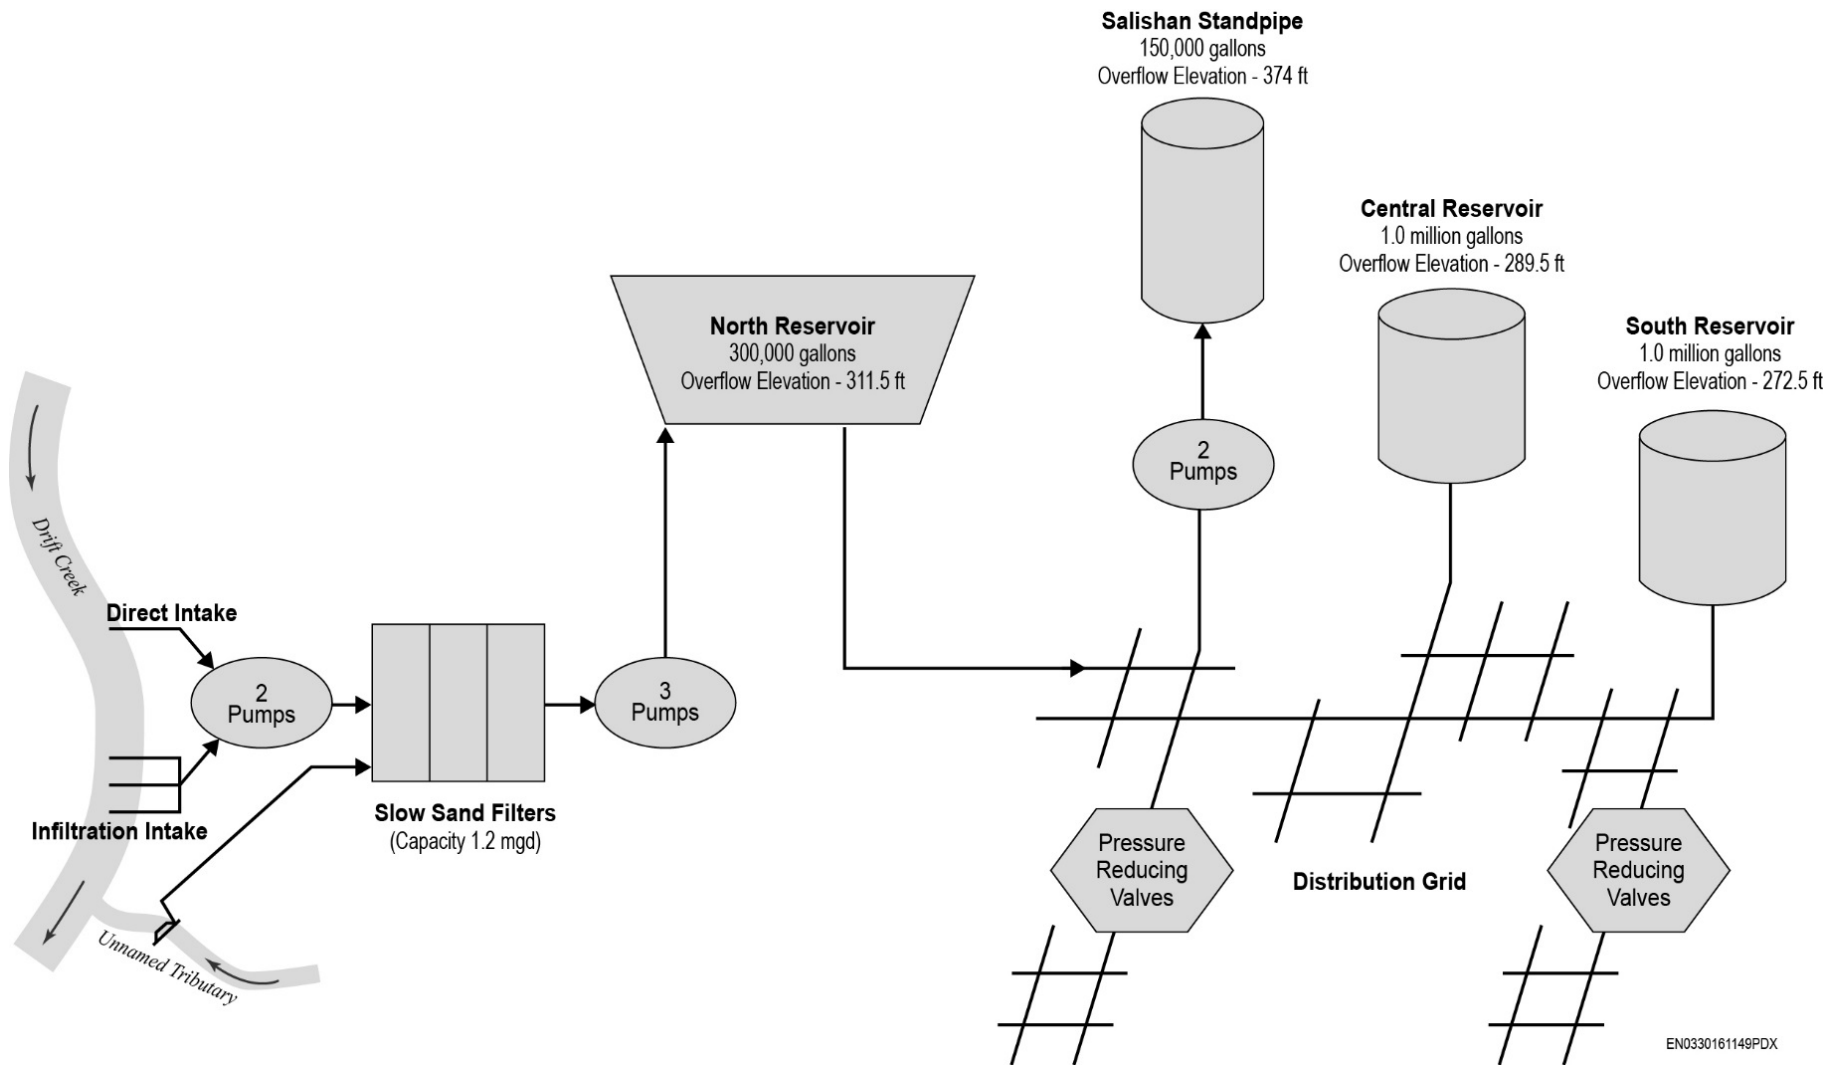 Salishan Standpipe
150,000 gallons
Overflow Elevation - 374 ft
Central Reservoir
1.0 million gallons
Overflow Elevation - 289.5 ft
North Reservoir
300,000 gallons
Overflow Elevation - 311.5 ft
South Reservoir
1.0 million gallons
Overflow Elevation - 272.5 ft
2
Pumps
Drift Creek
Direct Intake
2
Pumps
3
Pumps
Infiltration Intake
Slow Sand Filters
(Capacity 1.2 mgd)
Pressure
Reducing
Valves
Distribution Grid
Pressure
Reducing
Valves
Unnamed Tributary
EN0330161149PDX